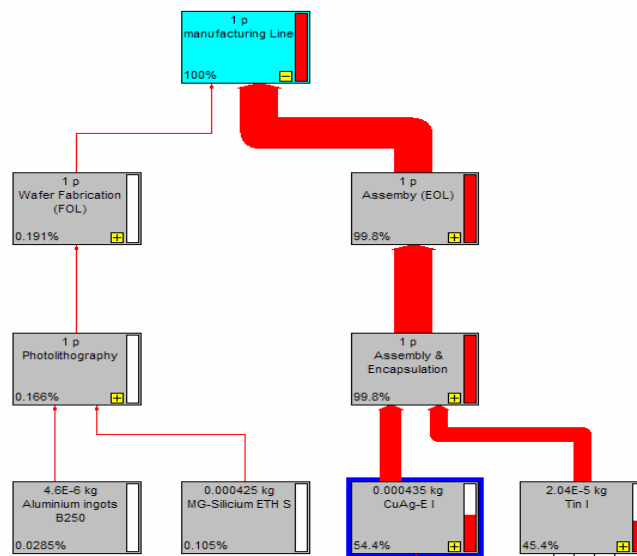 1 p
manufacturing Line
100%
1 p
Wafer Fabrication
(FOL)
0.191%
1 p
Assemby (EOL)
99.8%
1 p
Photolithography
0.166%
1 p
Assembly &
Encapsulation
99.8%
4.6E-6 kg
Aluminium ingots
B250
0.0285%
0.000425 kg
MG-Silicium ETH S
0.105%
0.000435 kg
CuAg-E I
54.4%
2.04E-5 kg
Tin I
45.4%